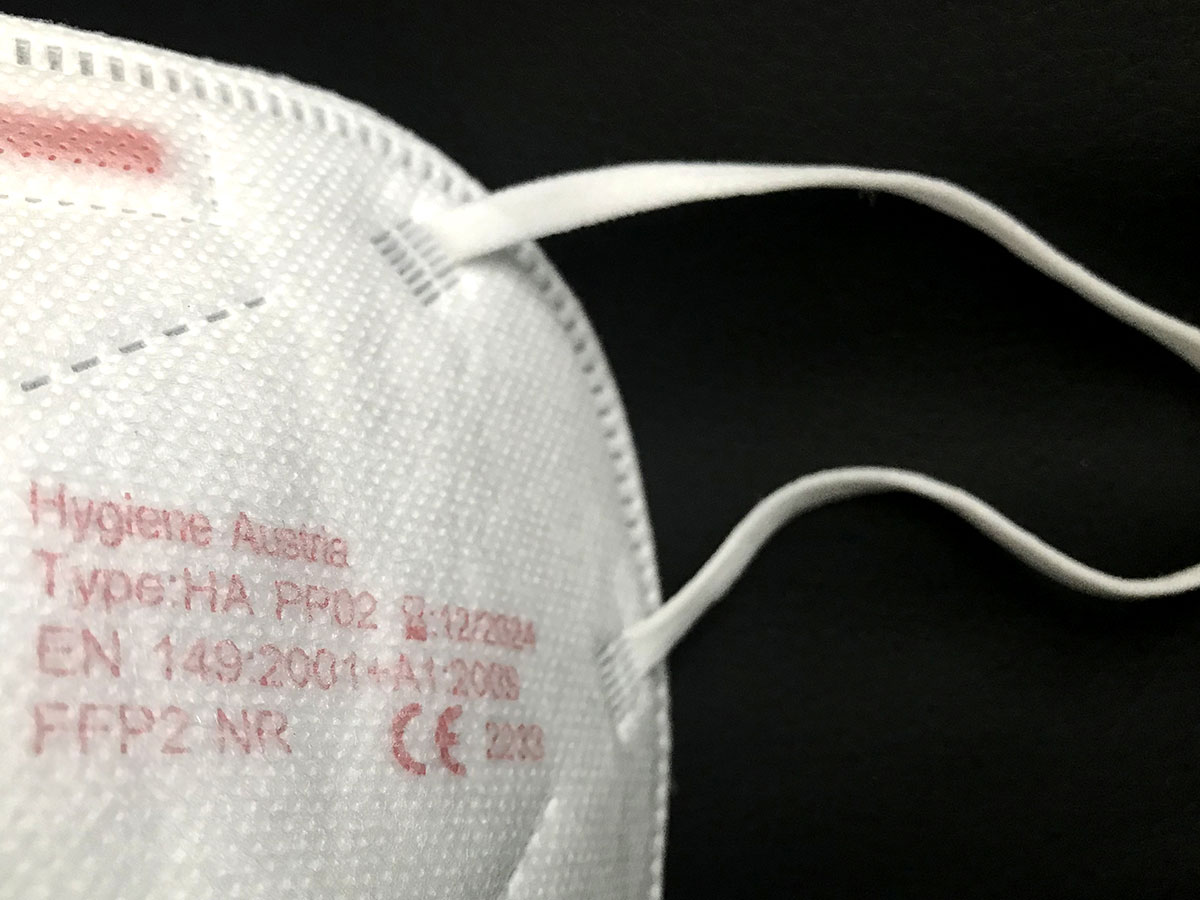 Hygiene Austria
Type:HA PP02 ⌛:12/2024
EN 149:2001+A1:2009
FFP2 NR CE 2233